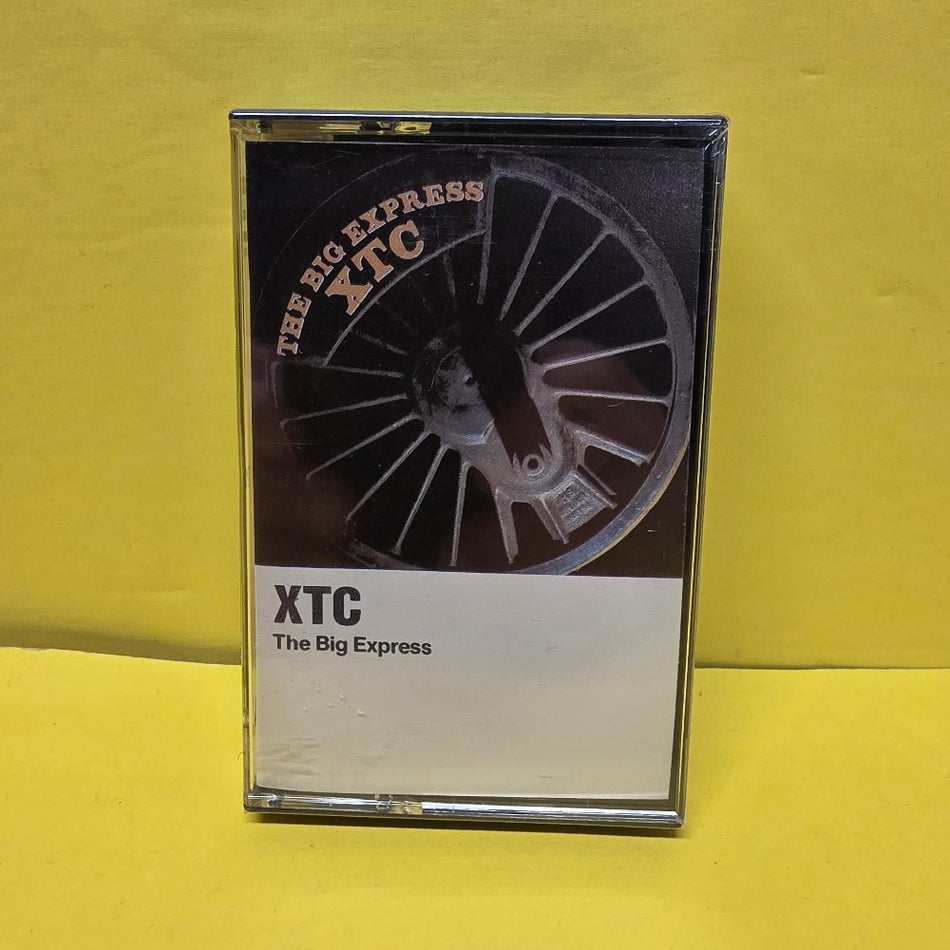 THE BIG EXPRESS
XTC
XTC
The Big Express